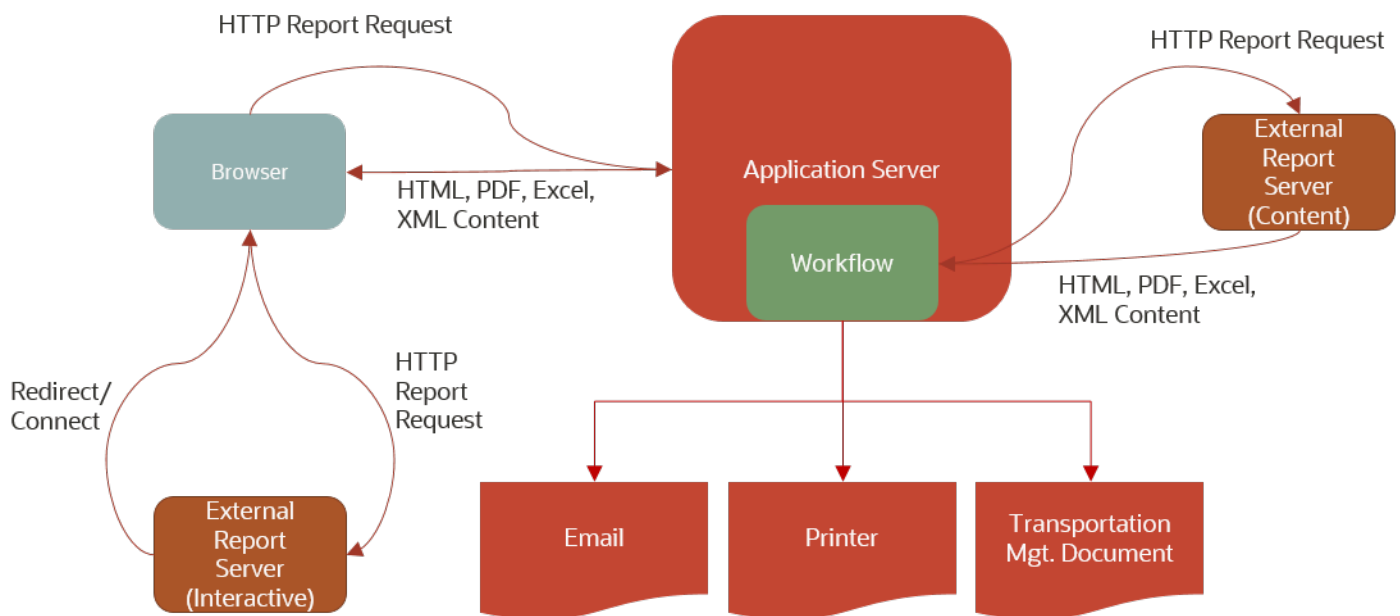 HTTP Report Request
HTTP Report Request
External
Report
Server
(Content)
Browser
Application Server
HTML, PDF, Excel,
XML Content
Workflow
HTML, PDF, Excel,
XML Content
HTTP
Report
Request
Redirect/
Connect
External
Report
Server
(Interactive)
Email
Printer
Transportation
Mgt. Document